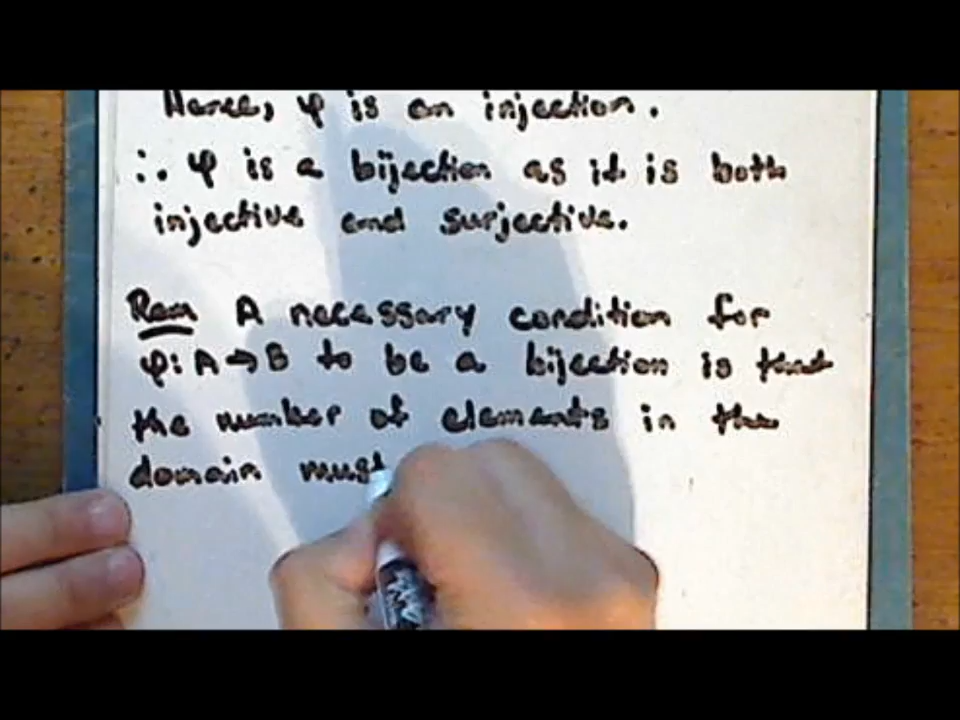 Hence, φ is an injection.
∴ φ is a bijection as it is both
injective and surjective.
Rem A necessary condition for
φ: A → B to be a bijection is that
the number of elements in the
domain must